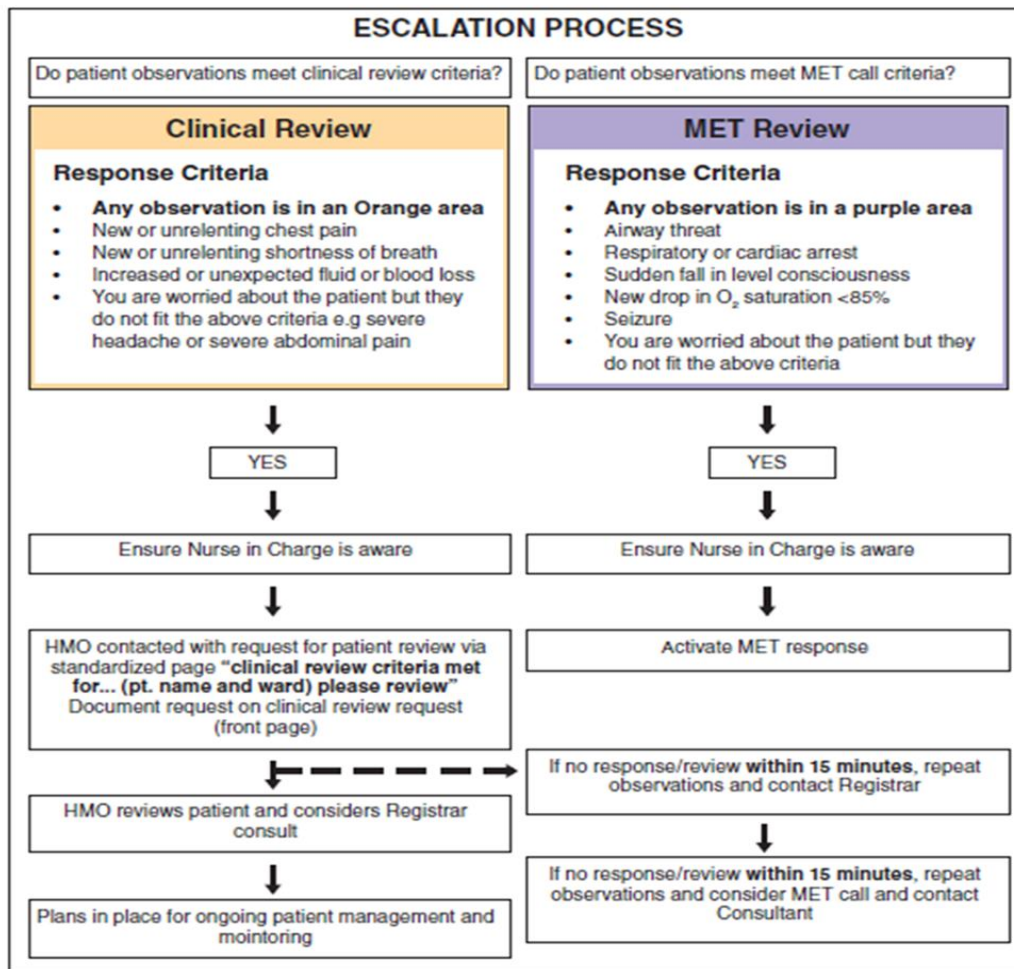 ESCALATION PROCESS
Do patient observations meet clinical review criteria?
Clinical Review
Response Criteria
• Any observation is in an Orange area
• New or unrelenting chest pain
• New or unrelenting shortness of breath
• Increased or unexpected fluid or blood loss
• You are worried about the patient but they
do not fit the above criteria e.g severe
headache or severe abdominal pain
YES
Ensure Nurse in Charge is aware
HMO contacted with request for patient review via
standardized page “clinical review criteria met
for... (pt. name and ward) please review”
Document request on clinical review request
(front page)
HMO reviews patient and considers Registrar
consult
Plans in place for ongoing patient management and
mointoring
Do patient observations meet MET call criteria?
MET Review
Response Criteria
• Any observation is in a purple area
• Airway threat
• Respiratory or cardiac arrest
• Sudden fall in level consciousness
• New drop in O₂ saturation <85%
• Seizure
• You are worried about the patient but they
do not fit the above criteria
YES
Ensure Nurse in Charge is aware
Activate MET response
If no response/review within 15 minutes, repeat
observations and contact Registrar
If no response/review within 15 minutes, repeat
observations and consider MET call and contact
Consultant